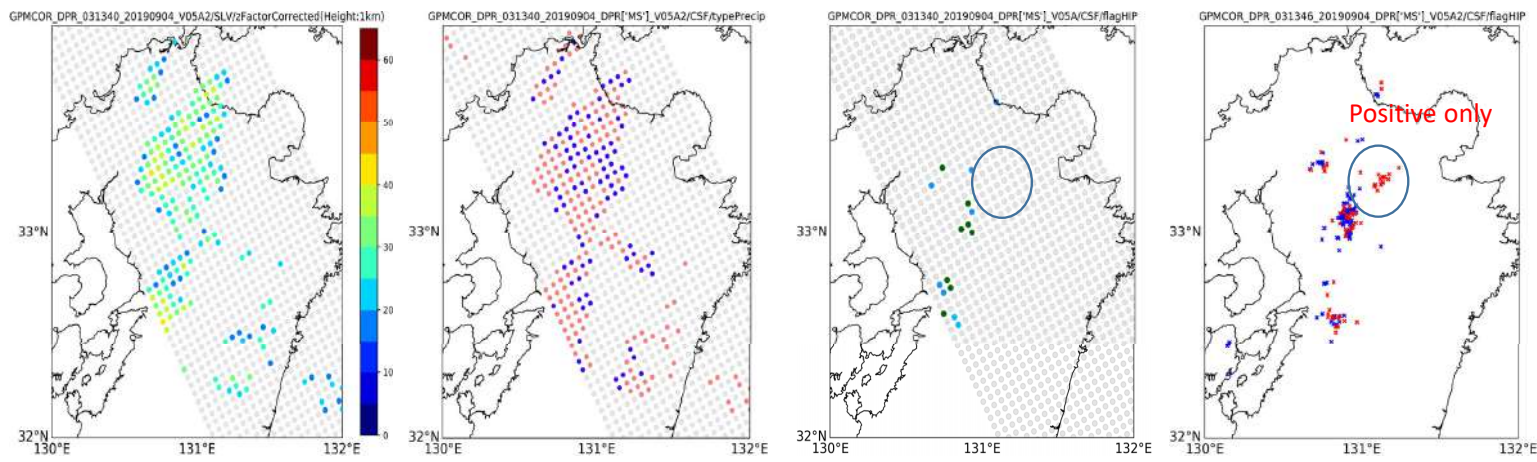 GPMCOR_DPR_031340_20190904_V05A2/SLV/zFactorCorrected(Height:1km)
33°N
32°N
130°E
131°E
132°E
60
50
40
30
20
10
0
GPMCOR_DPR_031340_20190904_DPR['MS']_V05A2/CSF/typePrecip
33°N
32°N
130°E
131°E
132°E
GPMCOR_DPR_031340_20190904_DPR['MS']_V05A/CSF/flagHIP
33°N
32°N
130°E
131°E
132°E
GPMCOR_DPR_031346_20190904_DPR['MS']_V05A2/CSF/flagHIP
Positive only
33°N
32°N
130°E
131°E
132°E